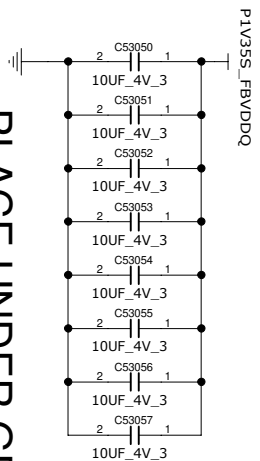 P1V35S_FBVDDQ
C53050
2 1
10UF_4V_3
C53051
2 1
10UF_4V_3
C53052
2 1
10UF_4V_3
C53053
2 1
10UF_4V_3
C53054
2 1
10UF_4V_3
C53055
2 1
10UF_4V_3
C53056
2 1
10UF_4V_3
C53057
2 1
10UF_4V_3
UNDER